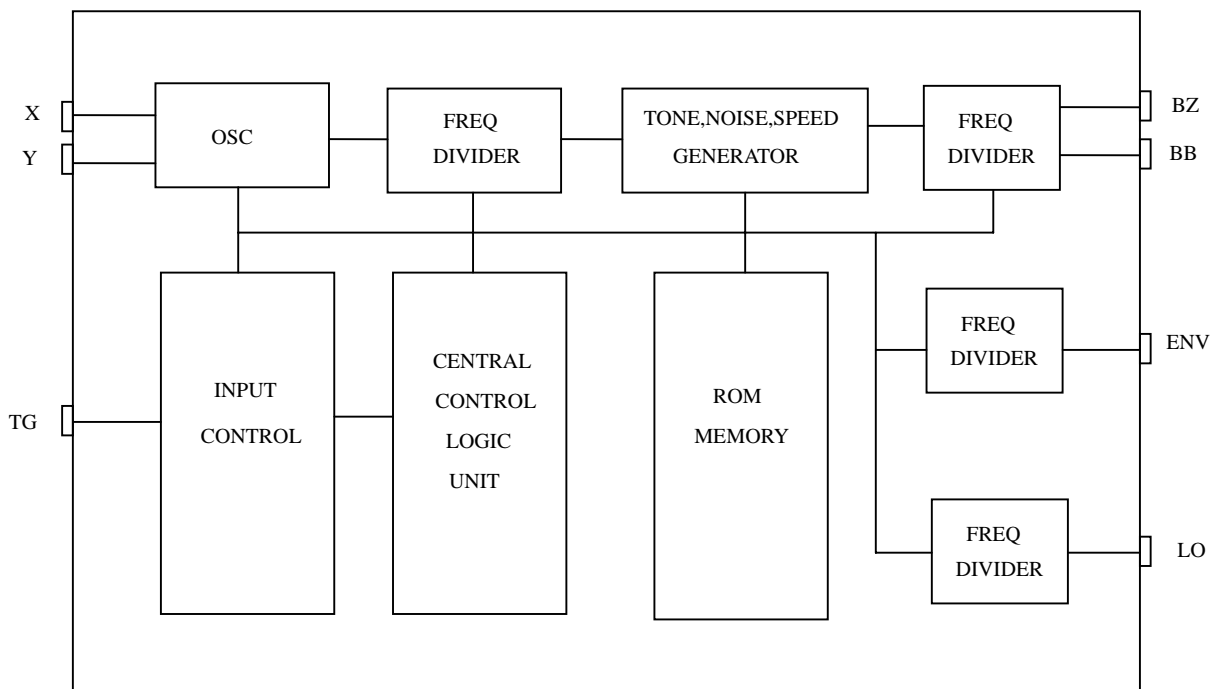 X
Y
OSC
FREQ
DIVIDER
TONE,NOISE,SPEED
GENERATOR
FREQ
DIVIDER
BZ
BB
TG
INPUT
CONTROL
CENTRAL
CONTROL
LOGIC
UNIT
ROM
MEMORY
FREQ
DIVIDER
ENV
FREQ
DIVIDER
LO